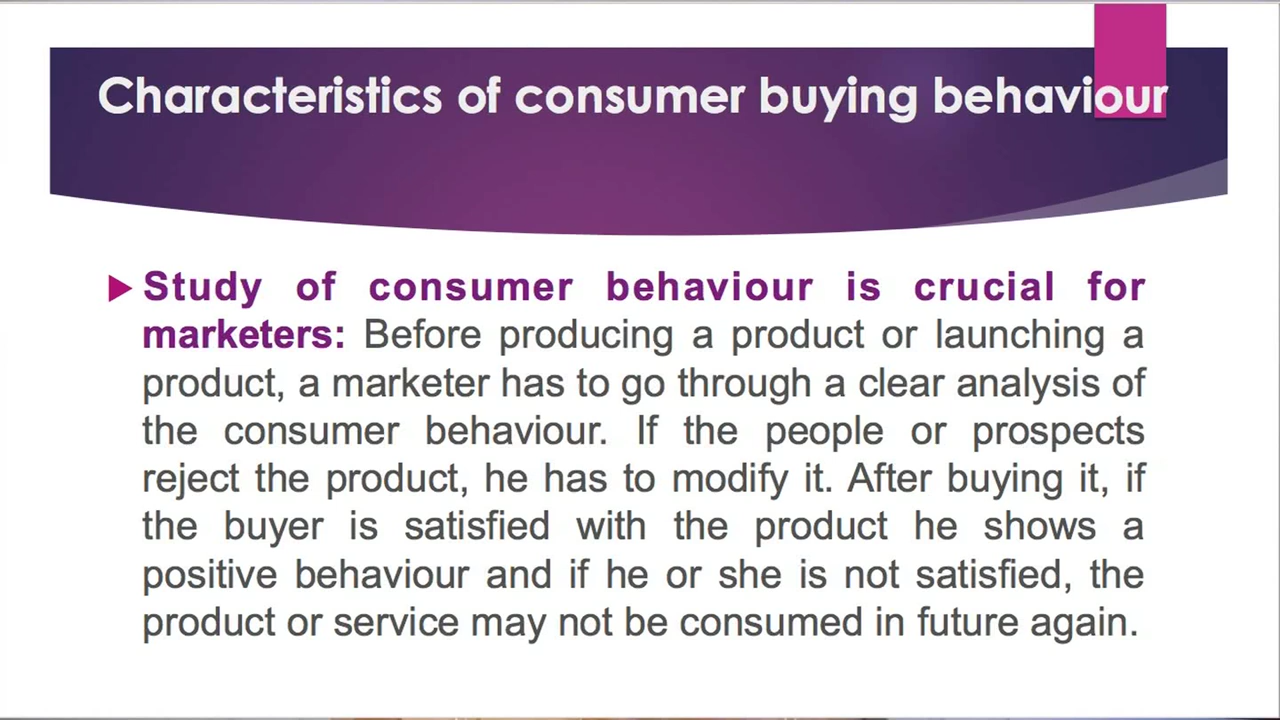 Characteristics of consumer buying behaviour
Study of consumer behaviour is crucial for
marketers: Before producing a product or launching a
product, a marketer has to go through a clear analysis of
the consumer behaviour. If the people or prospects
reject the product, he has to modify it. After buying it, if
the buyer is satisfied with the product he shows a
positive behaviour and if he or she is not satisfied, the
product or service may not be consumed in future again.